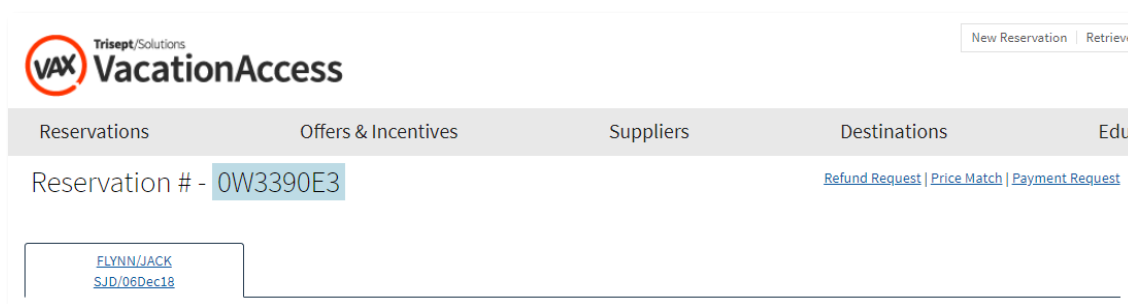 New Reservation | Retrieve
Trisept/Solutions
VAX VacationAccess
Reservations Offers & Incentives Suppliers Destinations Edu
Reservation # - 0W3390E3 Refund Request | Price Match | Payment Request
FLYNN/JACK
SJD/06Dec18